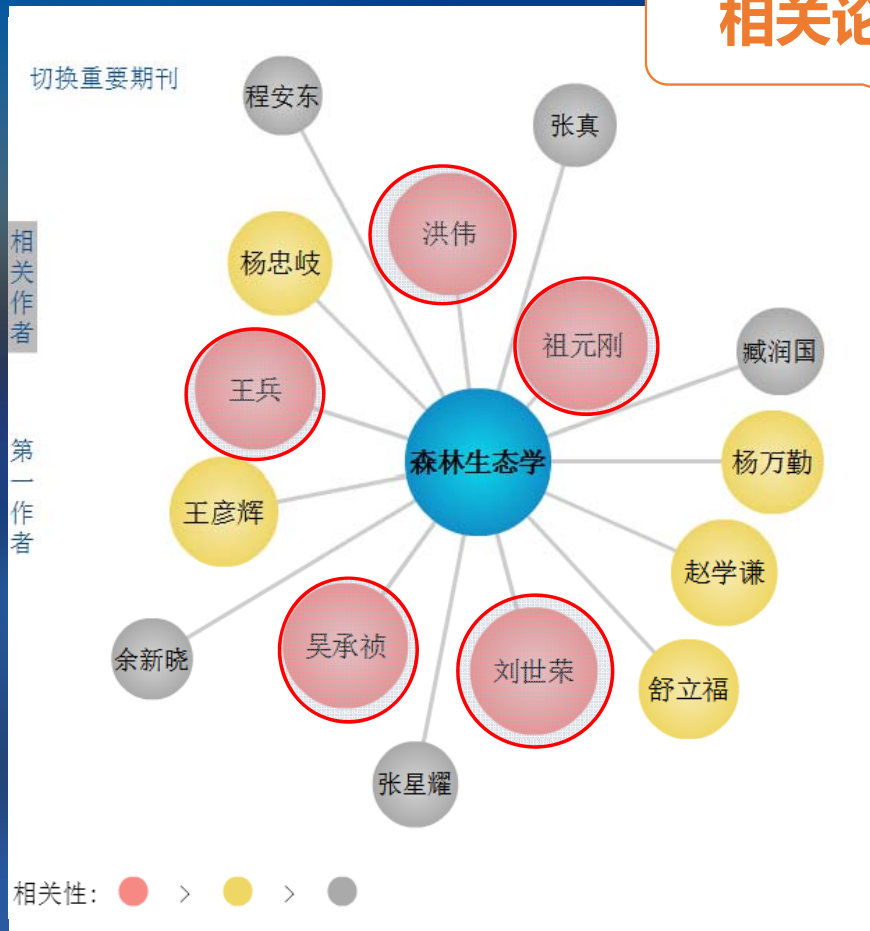 相关论
切换重要期刊
程安东
张真
洪伟
杨忠岐
祖元刚
臧润国
王兵
森林生态学
杨万勤
王彦辉
赵学谦
吴承祯
余新晓
刘世荣
舒立福
张星耀
相关作者
第一作者
相关性： > >